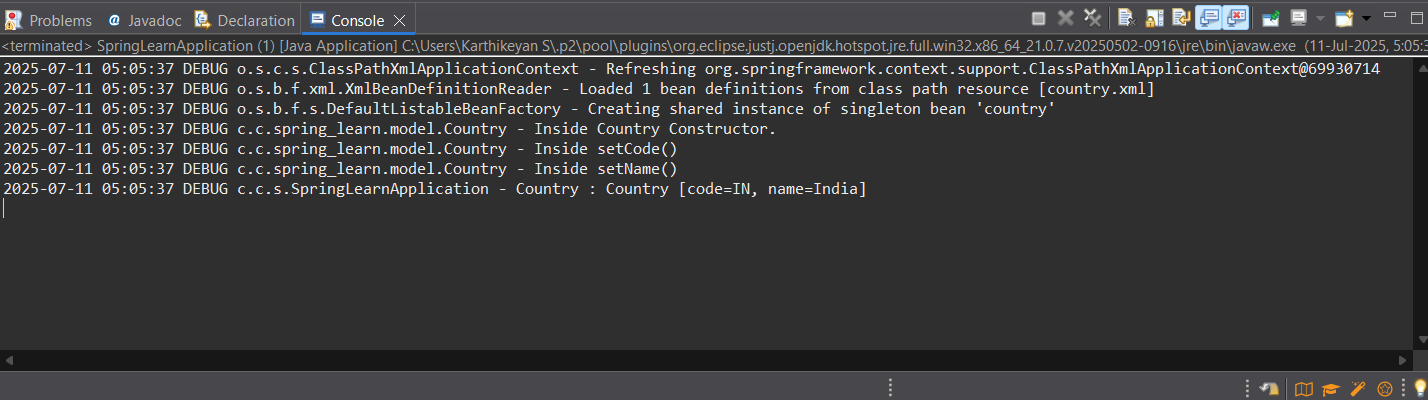 Problems @ Javadoc Declaration Console
<terminated> SpringLearnApplication (1) [Java Application] C:\Users\Karthikeyan S\.p2\pool\plugins\org.eclipse.justj.openjdk.hotspot.jre.full.win32.x86_64_21.0.7.v20250502-0916\jre\bin\javaw.exe (11-Jul-2025, 5:05:3
2025-07-11 05:05:37 DEBUG o.s.c.s.ClassPathXmlApplicationContext - Refreshing org.springframework.context.support.ClassPathXmlApplicationContext@69930714
2025-07-11 05:05:37 DEBUG o.s.b.f.xml.XmlBeanDefinitionReader - Loaded 1 bean definitions from class path resource [country.xml]
2025-07-11 05:05:37 DEBUG o.s.b.f.s.DefaultListableBeanFactory - Creating shared instance of singleton bean 'country'
2025-07-11 05:05:37 DEBUG c.c.spring_learn.model.Country - Inside Country Constructor.
2025-07-11 05:05:37 DEBUG c.c.spring_learn.model.Country - Inside setCode()
2025-07-11 05:05:37 DEBUG c.c.spring_learn.model.Country - Inside setName()
2025-07-11 05:05:37 DEBUG c.c.s.SpringLearnApplication - Country : Country [code=IN, name=India]